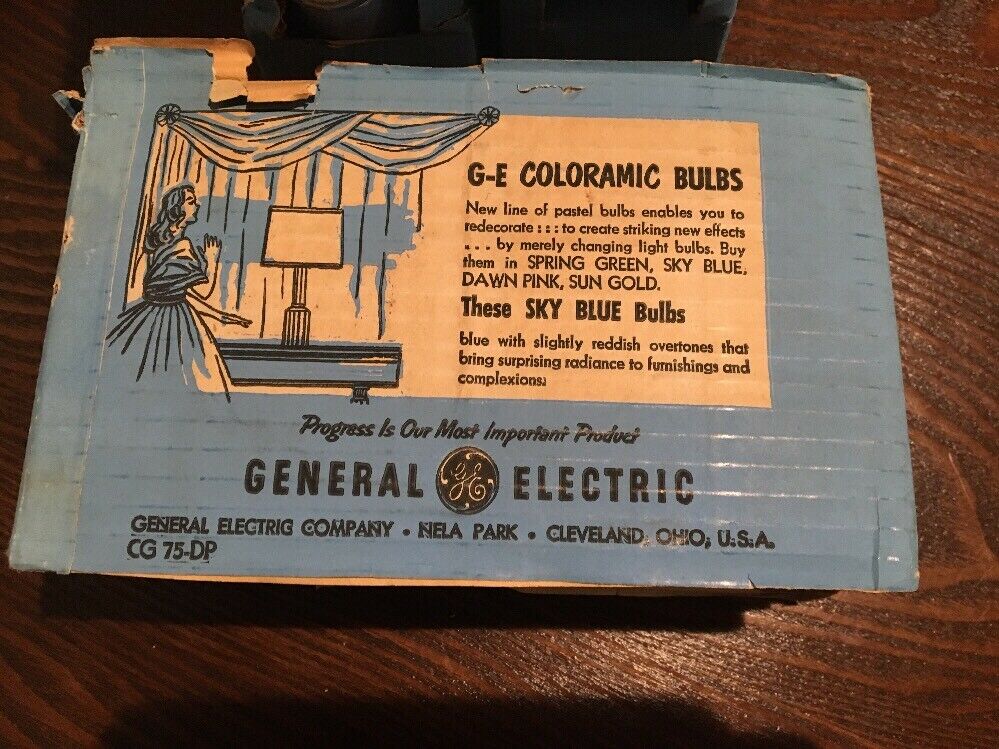 G-E COLORAMIC BULBS
New line of pastel bulbs enables you to
redecorate : : : to create striking new effects
. . . by merely changing light bulbs. Buy
them in SPRING GREEN, SKY BLUE,
DAWN PINK, SUN GOLD.
These SKY BLUE Bulbs
blue with slightly reddish overtones that
bring surprising radiance to furnishings and
complexions.
Progress Is Our Most Important Product
GENERAL GE ELECTRIC
GENERAL ELECTRIC COMPANY • NELA PARK • CLEVELAND, OHIO, U.S.A.
CG 75-DP